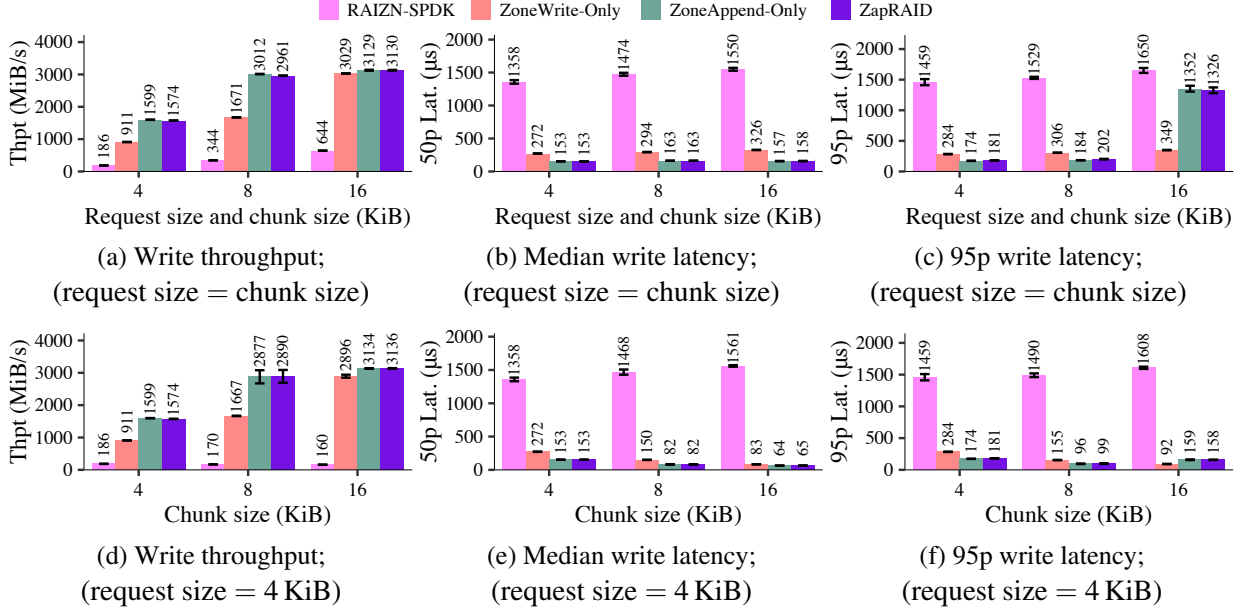 RAIZN-SPDK ZoneWrite-Only ZoneAppend-Only ZapRAID
Thpt (MiB/s)
4000
3000
2000
1000
0
186 911 1599 1574
344 1671 3012 2961
644 3029 3129 3130
4 8 16
Request size and chunk size (KiB)
(a) Write throughput;
(request size = chunk size)
50p Lat. (μs)
2000
1500
1000
500
0
1358 272 153 153
1474 294 163 163
1550 326 157 158
4 8 16
Request size and chunk size (KiB)
(b) Median write latency;
(request size = chunk size)
95p Lat. (μs)
2000
1500
1000
500
0
1459 284 174 181
1529 306 184 202
1650 349 1352 1326
4 8 16
Request size and chunk size (KiB)
(c) 95p write latency;
(request size = chunk size)
Thpt (MiB/s)
4000
3000
2000
1000
0
186 911 1599 1574
170 1667 2877 2890
160 2896 3134 3136
4 8 16
Chunk size (KiB)
(d) Write throughput;
(request size = 4 KiB)
50p Lat. (μs)
2000
1500
1000
500
0
1358 272 153 153
1468 150 82 82
1561 83 64 65
4 8 16
Chunk size (KiB)
(e) Median write latency;
(request size = 4 KiB)
95p Lat. (μs)
2000
1500
1000
500
0
1459 284 174 181
1490 155 96 99
1608 92 159 158
4 8 16
Chunk size (KiB)
(f) 95p write latency;
(request size = 4 KiB)